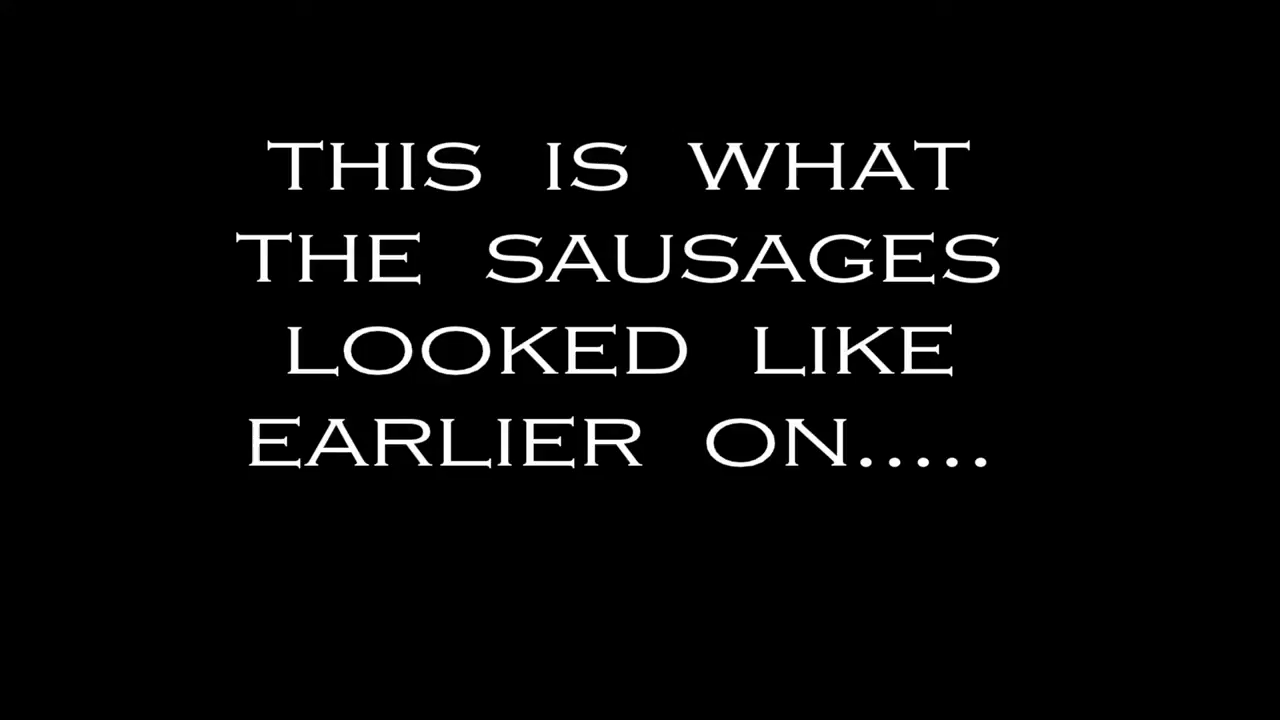 THIS IS WHAT
THE SAUSAGES
LOOKED LIKE
EARLIER ON.....